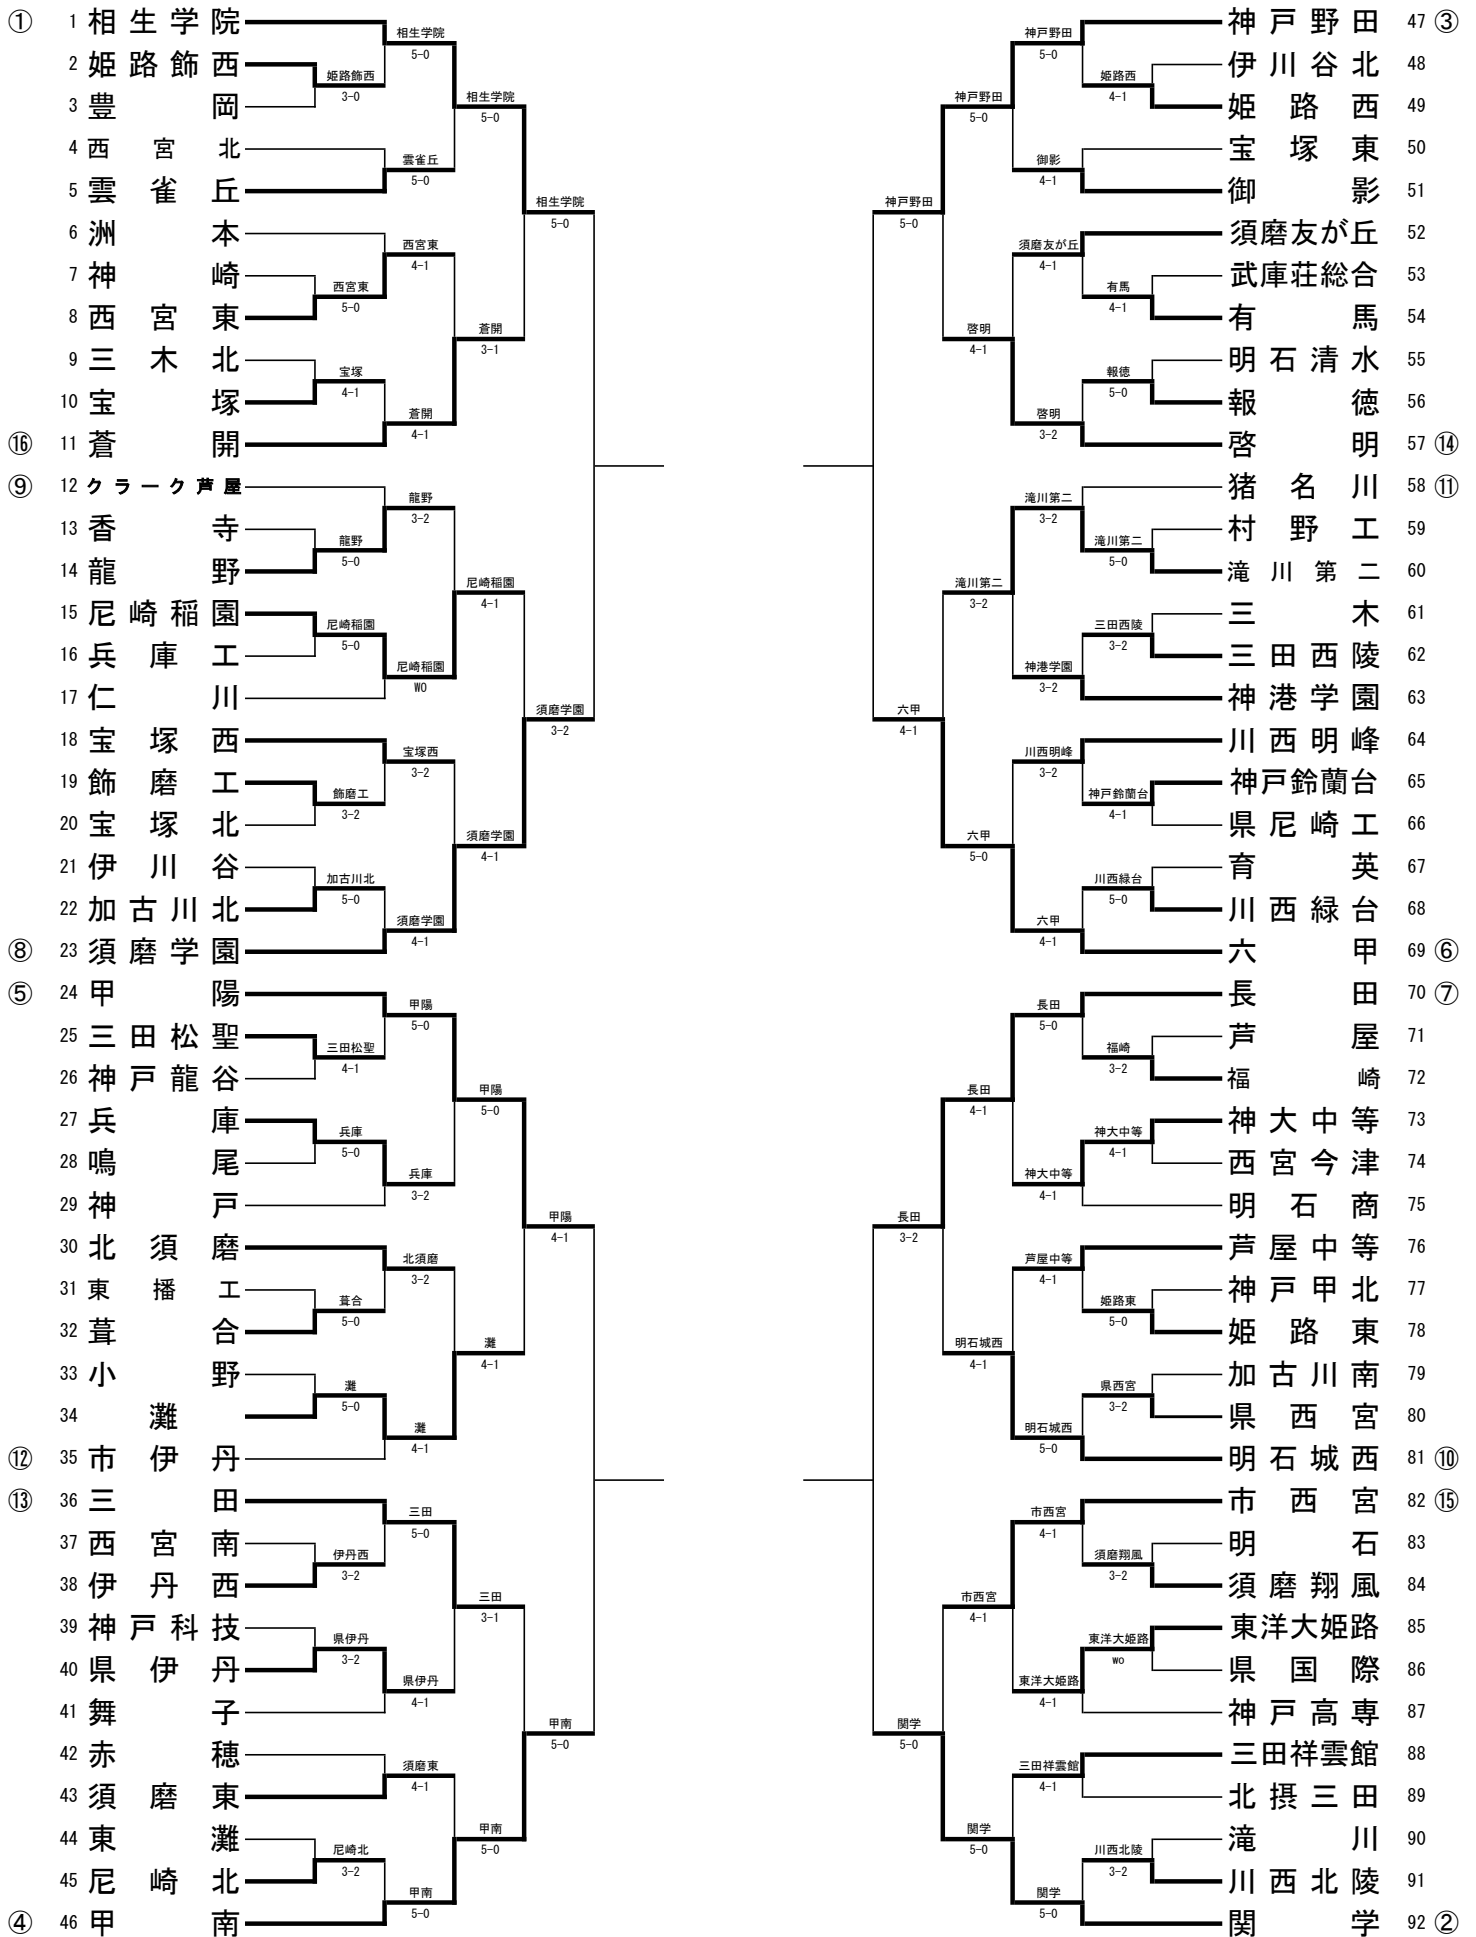 ① 1 相生学院
2 姫路飾西
3 豊岡
4 西宮北
5 雲雀丘
6 洲本
7 神崎
8 西宮東
9 三木北
10 宝塚
⑯ 11 蒼開
⑨ 12 クラーク芦屋
13 香寺
14 龍野
15 尼崎稲園
16 兵庫工
17 仁川
18 宝塚西
19 飾磨工
20 宝塚北
21 伊川谷
22 加古川北
⑧ 23 須磨学園
⑤ 24 甲陽
25 三田松聖
26 神戸龍谷
27 兵庫
28 鳴尾
29 神戸
30 北須磨
31 東播工
32 葺合
33 小野
34 灘
⑫ 35 市伊丹
⑬ 36 三田
37 西宮南
38 伊丹西
39 神戸科技
40 県伊丹
41 舞子
42 赤穂
43 須磨東
44 東灘
45 尼崎北
④ 46 甲南
姫路飾西
3-0
西宮東
5-0
宝塚
4-1
龍野
5-0
尼崎稲園
5-0
飾磨工
3-2
加古川北
5-0
三田松聖
4-1
兵庫
5-0
葺合
5-0
灘
5-0
伊丹西
3-2
県伊丹
3-2
尼崎北
3-2
相生学院
5-0
雲雀丘
5-0
西宮東
4-1
蒼開
4-1
龍野
3-2
尼崎稲園
WO
宝塚西
3-2
須磨学園
4-1
甲陽
5-0
兵庫
3-2
北須磨
3-2
灘
4-1
三田
5-0
県伊丹
4-1
須磨東
4-1
甲南
5-0
相生学院
5-0
蒼開
3-1
尼崎稲園
4-1
須磨学園
4-1
甲陽
5-0
灘
4-1
三田
3-1
甲南
5-0
相生学院
5-0
須磨学園
3-2
甲陽
4-1
甲南
5-0
神戸野田
5-0
六甲
4-1
長田
3-2
関学
5-0
神戸野田
5-0
啓明
4-1
滝川第二
3-2
六甲
5-0
長田
4-1
明石城西
4-1
市西宮
4-1
関学
5-0
神戸野田
5-0
御影
4-1
須磨友が丘
4-1
啓明
3-2
滝川第二
3-2
神港学園
3-2
川西明峰
3-2
六甲
4-1
長田
5-0
神大中等
4-1
芦屋中等
4-1
明石城西
5-0
市西宮
4-1
東洋大姫路
4-1
三田祥雲館
4-1
関学
5-0
姫路西
4-1
有馬
4-1
報徳
5-0
滝川第二
5-0
三田西陵
3-2
神戸鈴蘭台
4-1
川西緑台
5-0
福崎
3-2
神大中等
4-1
姫路東
5-0
県西宮
3-2
須磨翔風
3-2
東洋大姫路
wo
川西北陵
3-2
神戸野田 47 ③
伊川谷北 48
姫路西 49
宝塚東 50
御影 51
須磨友が丘 52
武庫荘総合 53
有馬 54
明石清水 55
報徳 56
啓明 57 ⑭
猪名川 58 ⑪
村野工 59
滝川第二 60
三木 61
三田西陵 62
神港学園 63
川西明峰 64
神戸鈴蘭台 65
県尼崎工 66
育英 67
川西緑台 68
六甲 69 ⑥
長田 70 ⑦
芦屋 71
福崎 72
神大中等 73
西宮今津 74
明石商 75
芦屋中等 76
神戸甲北 77
姫路東 78
加古川南 79
県西宮 80
明石城西 81 ⑩
市西宮 82 ⑮
明石 83
須磨翔風 84
東洋大姫路 85
県国際 86
神戸高専 87
三田祥雲館 88
北摂三田 89
滝川 90
川西北陵 91
関学 92 ②